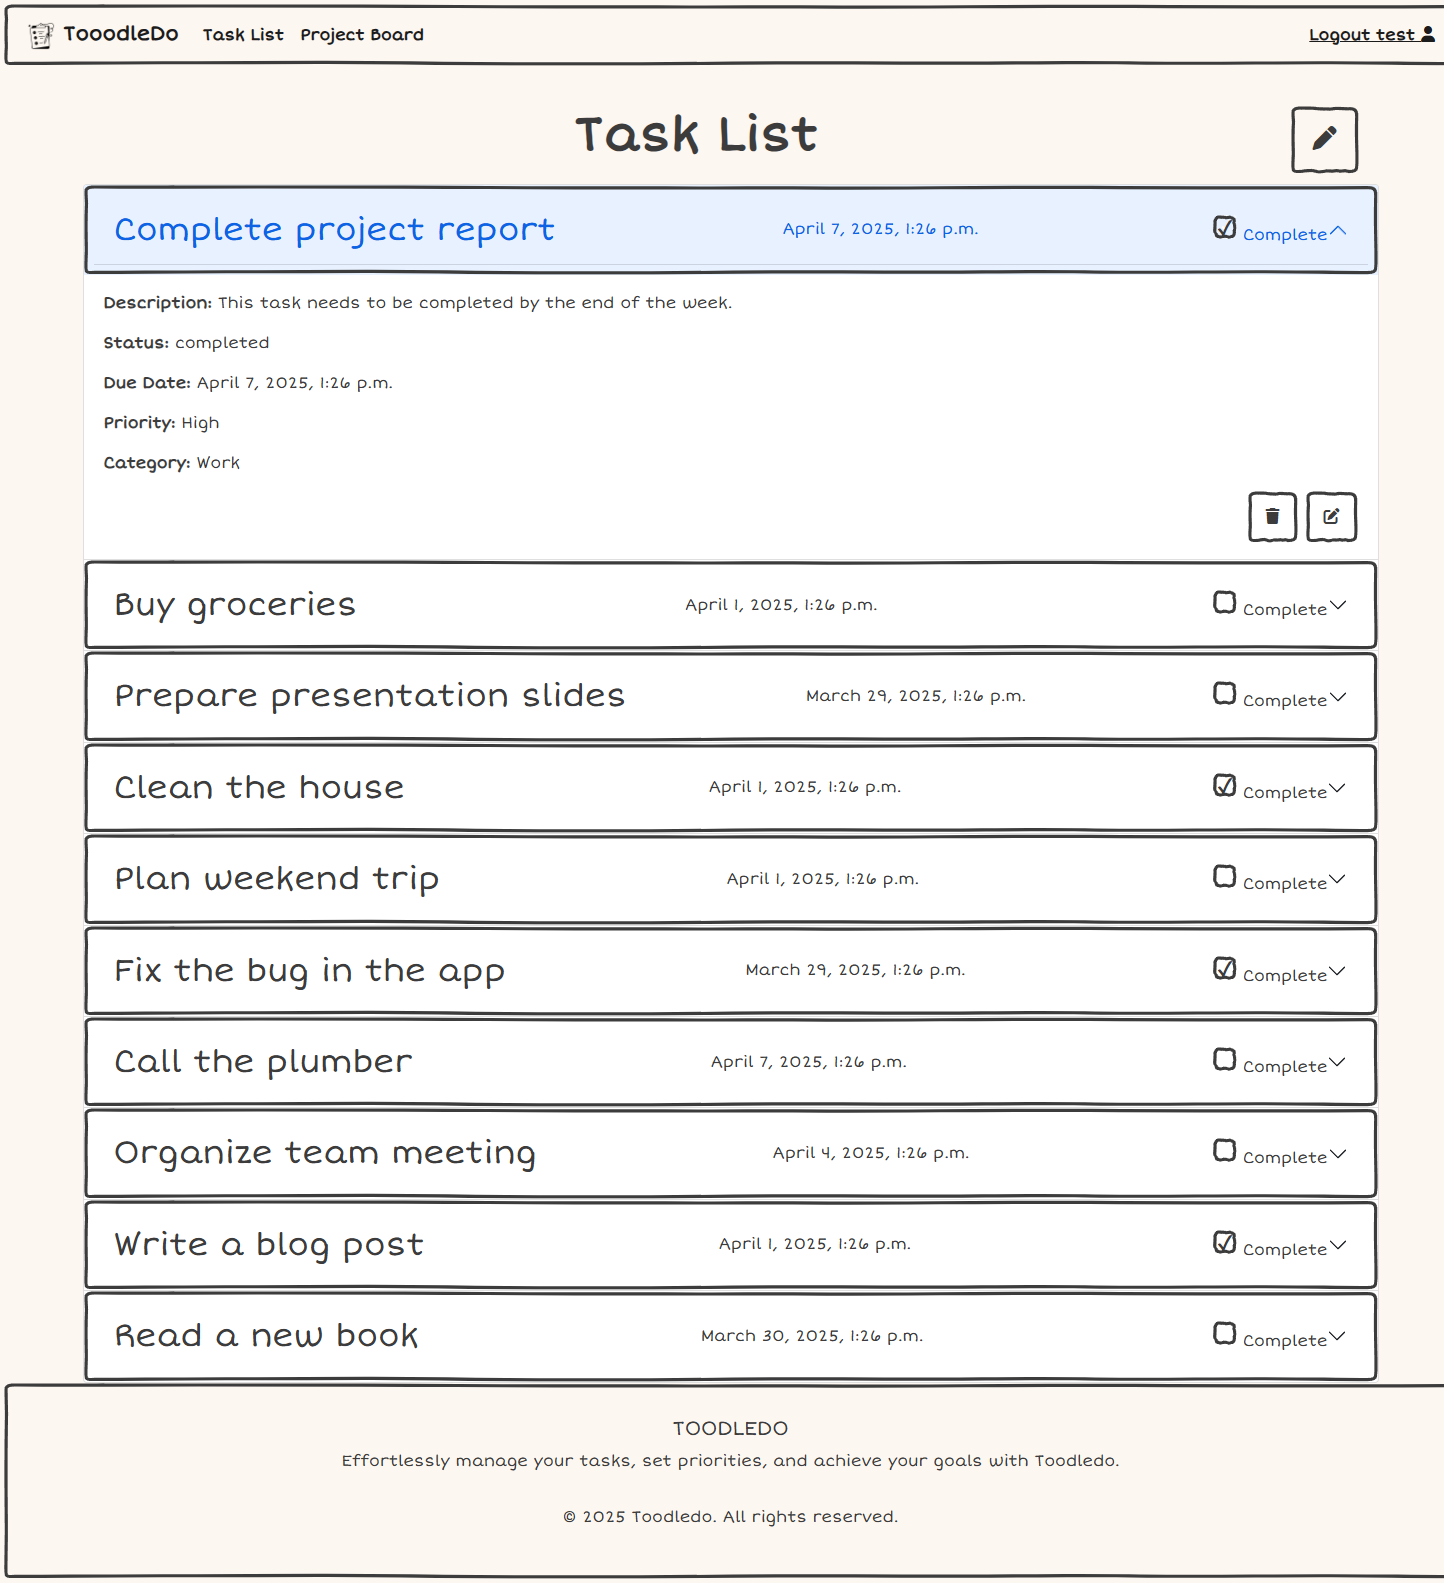 TooodleDo Task List Project Board Logout test
Task List
Complete project report April 7, 2025, 1:26 p.m. Complete
Description: This task needs to be completed by the end of the week.
Status: completed
Due Date: April 7, 2025, 1:26 p.m.
Priority: High
Category: Work
Buy groceries April 1, 2025, 1:26 p.m. Complete
Prepare presentation slides March 29, 2025, 1:26 p.m. Complete
Clean the house April 1, 2025, 1:26 p.m. Complete
Plan weekend trip April 1, 2025, 1:26 p.m. Complete
Fix the bug in the app March 29, 2025, 1:26 p.m. Complete
Call the plumber April 7, 2025, 1:26 p.m. Complete
Organize team meeting April 4, 2025, 1:26 p.m. Complete
Write a blog post April 1, 2025, 1:26 p.m. Complete
Read a new book March 30, 2025, 1:26 p.m. Complete
TOODLEDO
Effortlessly manage your tasks, set priorities, and achieve your goals with Toodledo.
© 2025 Toodledo. All rights reserved.